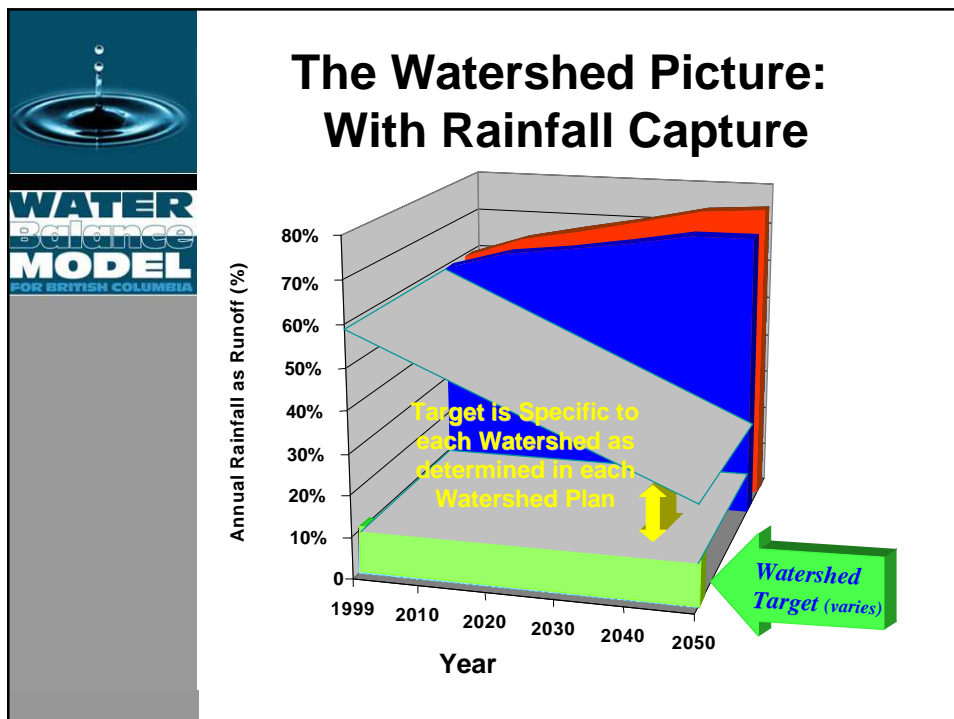 The Watershed Picture:
With Rainfall Capture
WATER
Balance
MODEL
FOR BRITISH COLUMBIA
Annual Rainfall as Runoff (%)
80%
70%
60%
50%
40%
30%
20%
10%
0
Target is Specific to
each Watershed as
determined in each
Watershed Plan
Watershed
Target (varies)
1999
2010
2020
2030
2040
2050
Year